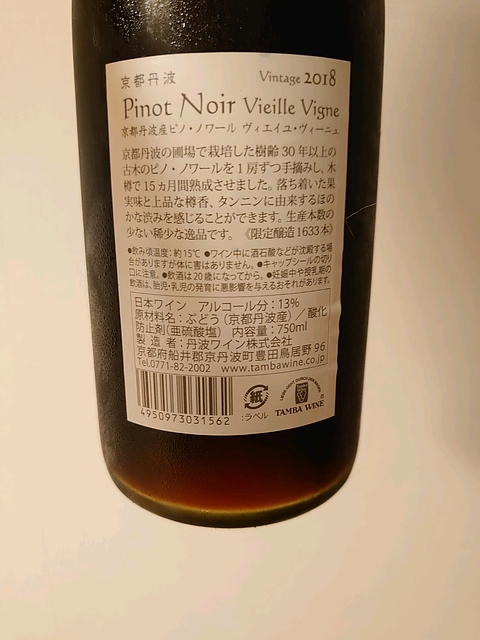 京都丹波
Vintage 2018
Pinot Noir Vieille Vigne
京都丹波産ピノ・ノワール ヴィエイユ・ヴィーニュ
京都丹波の圃場で栽培した樹齢30年以上の
古木のピノ・ノワールを1房ずつ手摘みし、木
樽で15ヵ月間熟成させました。落ち着いた果
実味と上品な樽香、タンニンに由来するほの
かな渋みを感じることができます。生産本数の
少ない稀少な逸品です。《限定醸造1633本》
●飲み頃温度：約15℃ ●ワイン中に酒石酸などが沈殿する場
合がありますが体に害はありません。●キャップシールの切り
口に注意。●飲酒は20歳になってから。●妊娠中や授乳期の
飲酒は、胎児・乳児の発育に悪影響を与えるおそれがあります。
日本ワイン アルコール分：13%
原材料名：ぶどう（京都丹波産）／酸化
防止剤（亜硫酸塩） 内容量：750ml
製造者：丹波ワイン株式会社
京都府船井郡京丹波町豊田鳥居野96
Tel.0771-82-2002 www.tambawine.co.jp
4950973031562
紙
：ラベル
TAMBA WINE